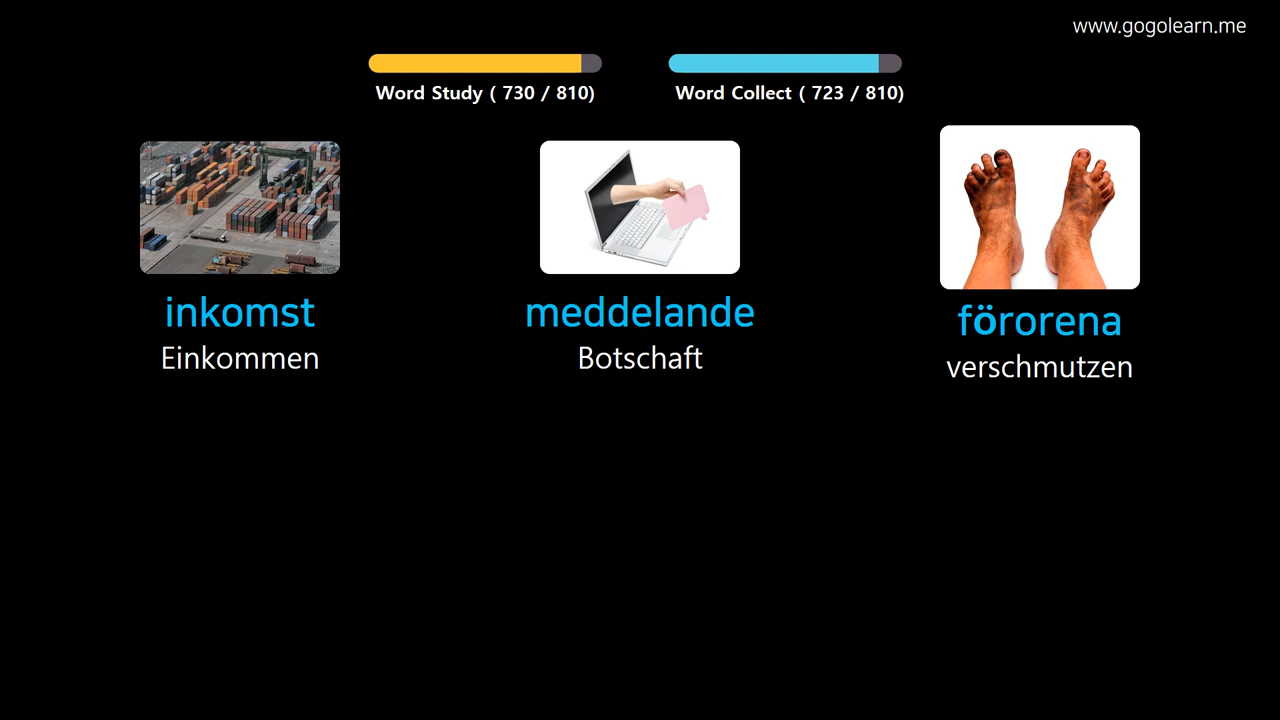 www.gogolearn.me
Word Study ( 730 / 810)
Word Collect ( 723 / 810)
inkomst
Einkommen
meddelande
Botschaft
förorena
verschmutzen